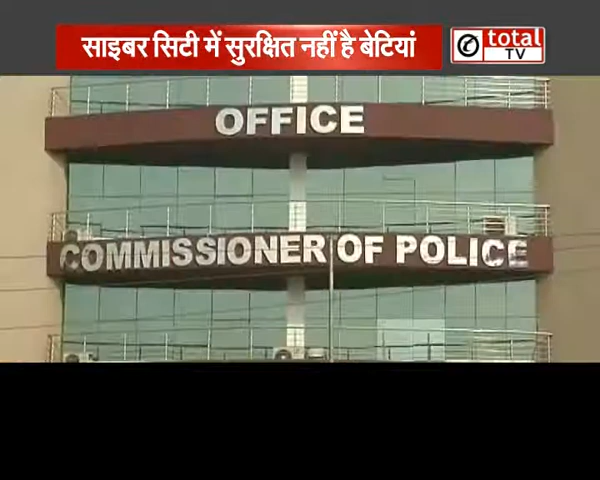 साइबर सिटी में सुरक्षित नहीं है बेटियां
total
TV
OFFICE
COMMISSIONER OF POLICE